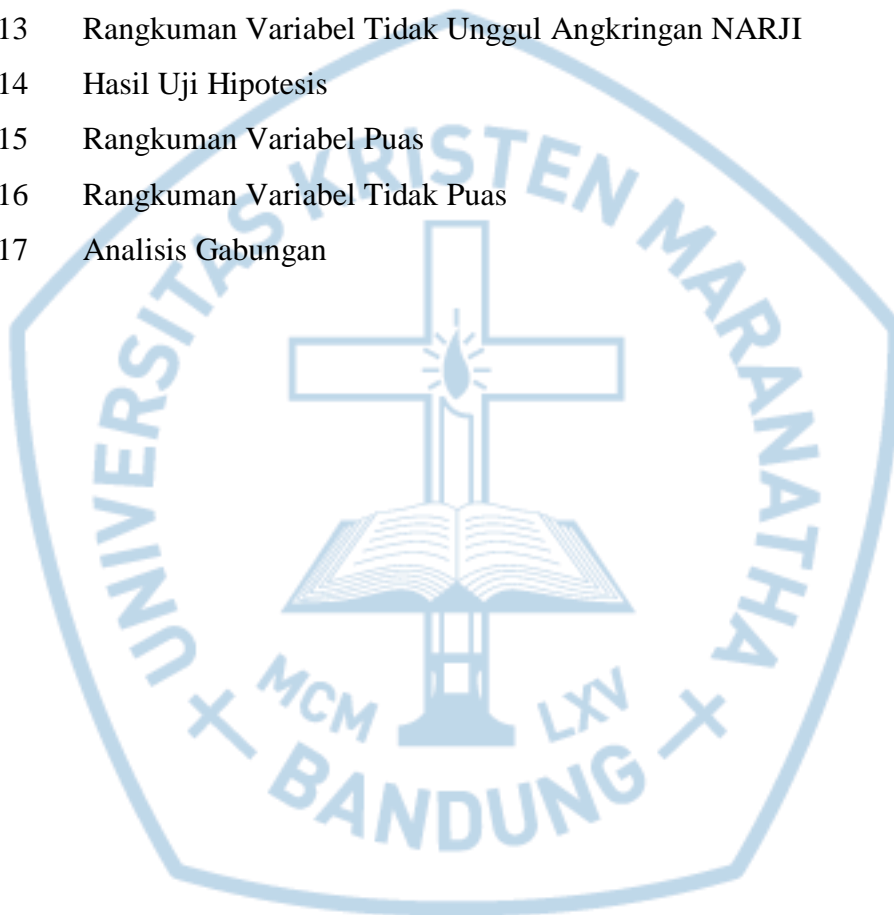 13 Rangkuman Variabel Tidak Unggul Angkringan NARJI
14 Hasil Uji Hipotesis
15 Rangkuman Variabel Puas
16 Rangkuman Variabel Tidak Puas
17 Analisis Gabungan
UNIVERSITAS KRISTEN MARANATHA
MCM LXV
BANDUNG